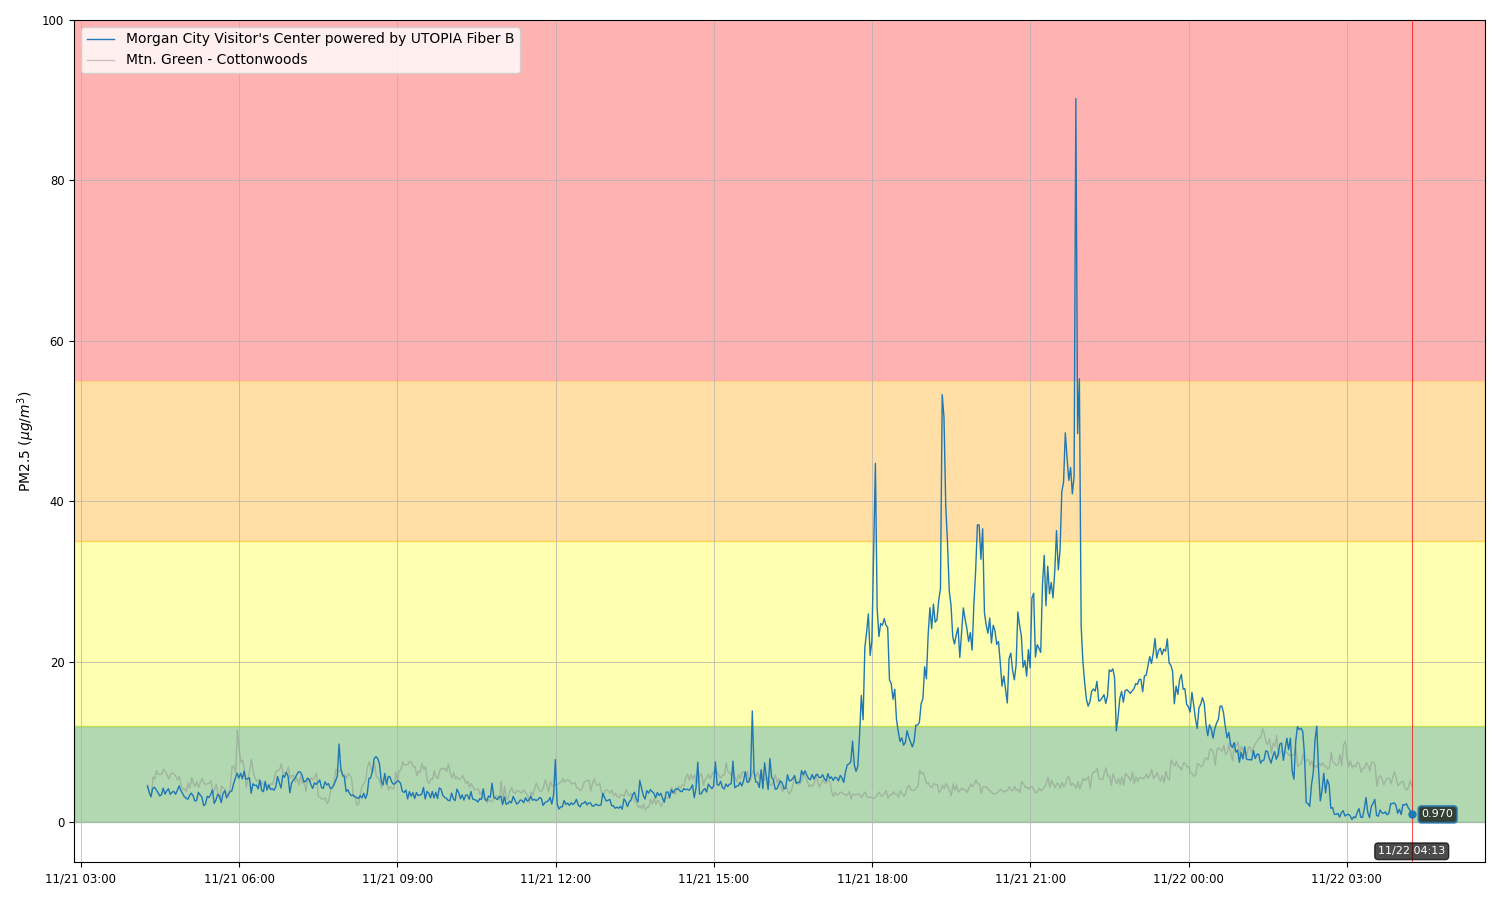 100
Morgan City Visitor's Center powered by UTOPIA Fiber B
Mtn. Green - Cottonwoods
80
60
PM2.5 (μg/m³)
40
20
0
0.970
11/22 04:13
11/21 03:00 11/21 06:00 11/21 09:00 11/21 12:00 11/21 15:00 11/21 18:00 11/21 21:00 11/22 00:00 11/22 03:00